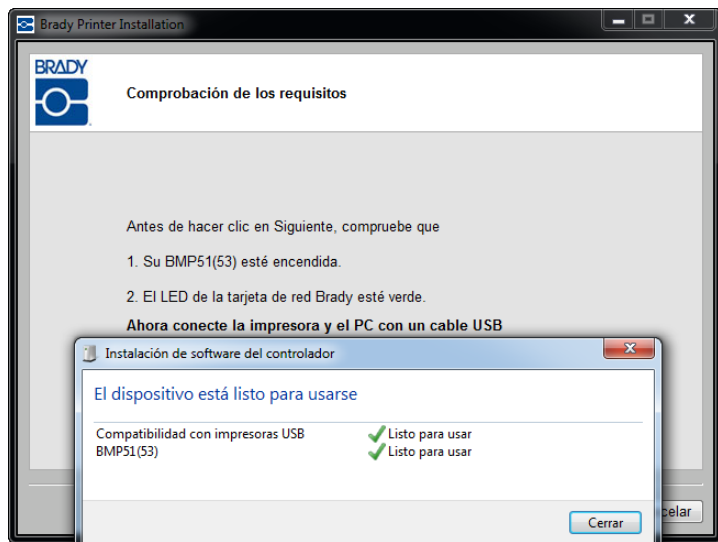 Brady Printer Installation
BRADY
Comprobación de los requisitos
Antes de hacer clic en Siguiente, compruebe que
1. Su BMP51(53) esté encendida.
2. El LED de la tarjeta de red Brady esté verde.
Ahora conecte la impresora y el PC con un cable USB
Instalación de software del controlador
El dispositivo está listo para usarse
Compatibilidad con impresoras USB Listo para usar
BMP51(53) Listo para usar
Cerrar
celar